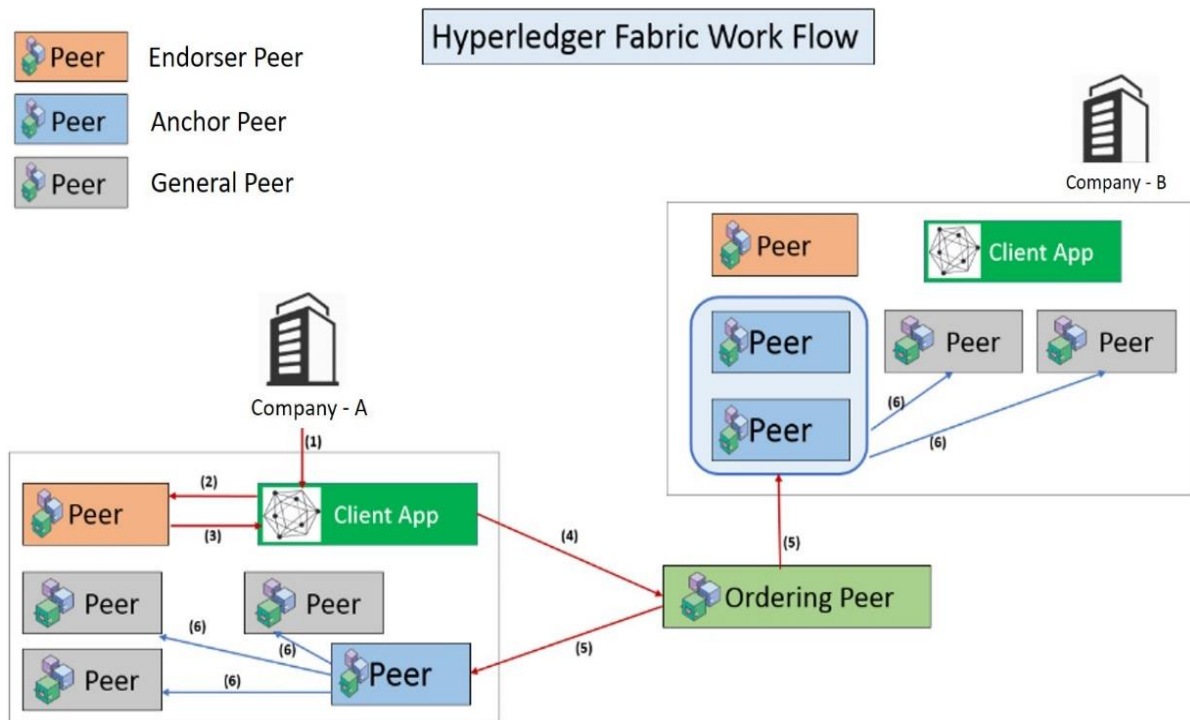 Hyperledger Fabric Work Flow
Peer Endorser Peer
Peer Anchor Peer
Peer General Peer
Company - B
Peer
Client App
Peer
Peer
Peer
Peer
(6)
(6)
Company - A
(1)
Peer
(2)
(3)
Client App
(4)
(5)
Ordering Peer
(5)
Peer
Peer
(6)
(6)
Peer
(6)
Peer